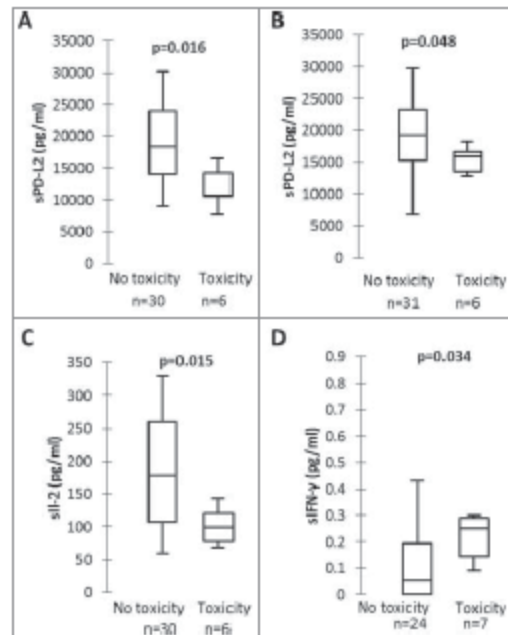 A
p=0.016
sPD-L2 (pg/ml)
35000
30000
25000
20000
15000
10000
5000
0
No toxicity Toxicity
n=30 n=6
B
p=0.048
sPD-L2 (pg/ml)
35000
30000
25000
20000
15000
10000
5000
0
No toxicity Toxicity
n=31 n=6
C
p=0.015
sIl-2 (pg/ml)
350
300
250
200
150
100
50
0
No toxicity Toxicity
n=30 n=6
D
p=0.034
sIFN-γ (pg/ml)
0.9
0.8
0.7
0.6
0.5
0.4
0.3
0.2
0.1
0
No toxicity Toxicity
n=24 n=7